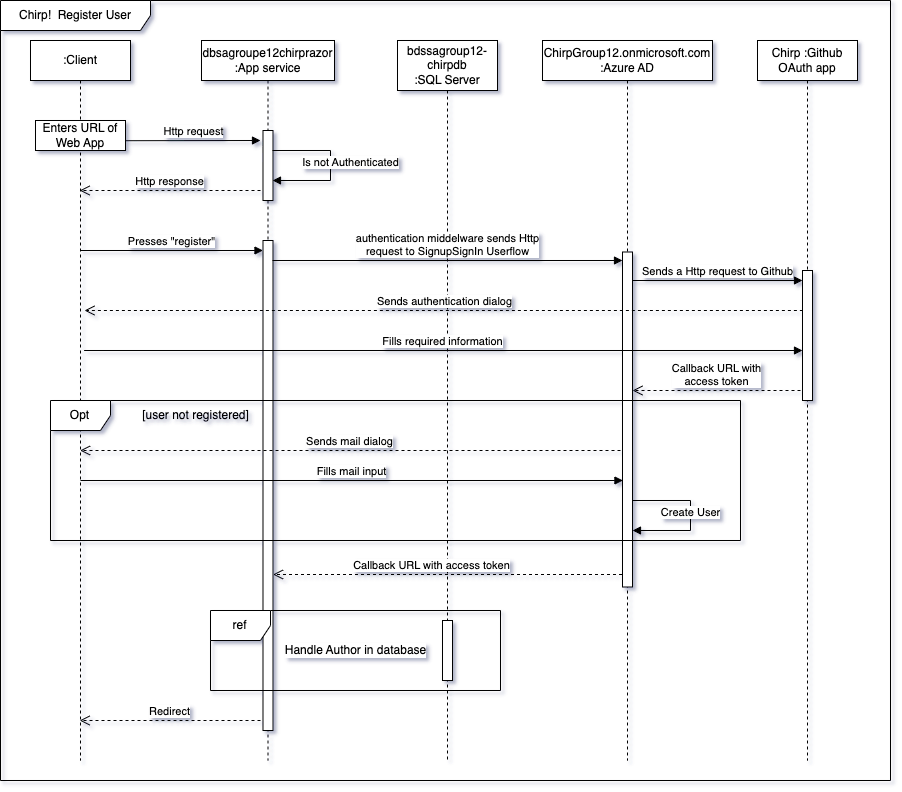 Chirp!  Register User
:Client
dbsagroupe12chirprazor
:App service
bdssagroup12-
chirpdb
:SQL Server
ChirpGroup12.onmicrosoft.com
:Azure AD
Chirp :Github
OAuth app
Enters URL of
Web App
Http request
Is not Authenticated
Http response
Presses "register"
authentication middelware sends Http
request to SignupSignIn Userflow
Sends a Http request to Github
Sends authentication dialog
Fills required information
Callback URL with
access token
Opt
[user not registered]
Sends mail dialog
Fills mail input
Create User
Callback URL with access token
ref
Handle Author in database
Redirect